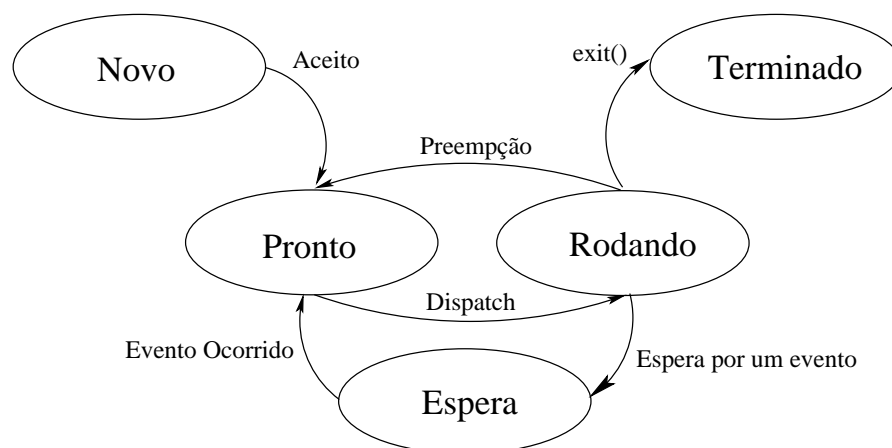 Novo
Aceito
exit()
Terminado
Preempção
Pronto
Rodando
Dispatch
Evento Ocorrido
Espera por um evento
Espera